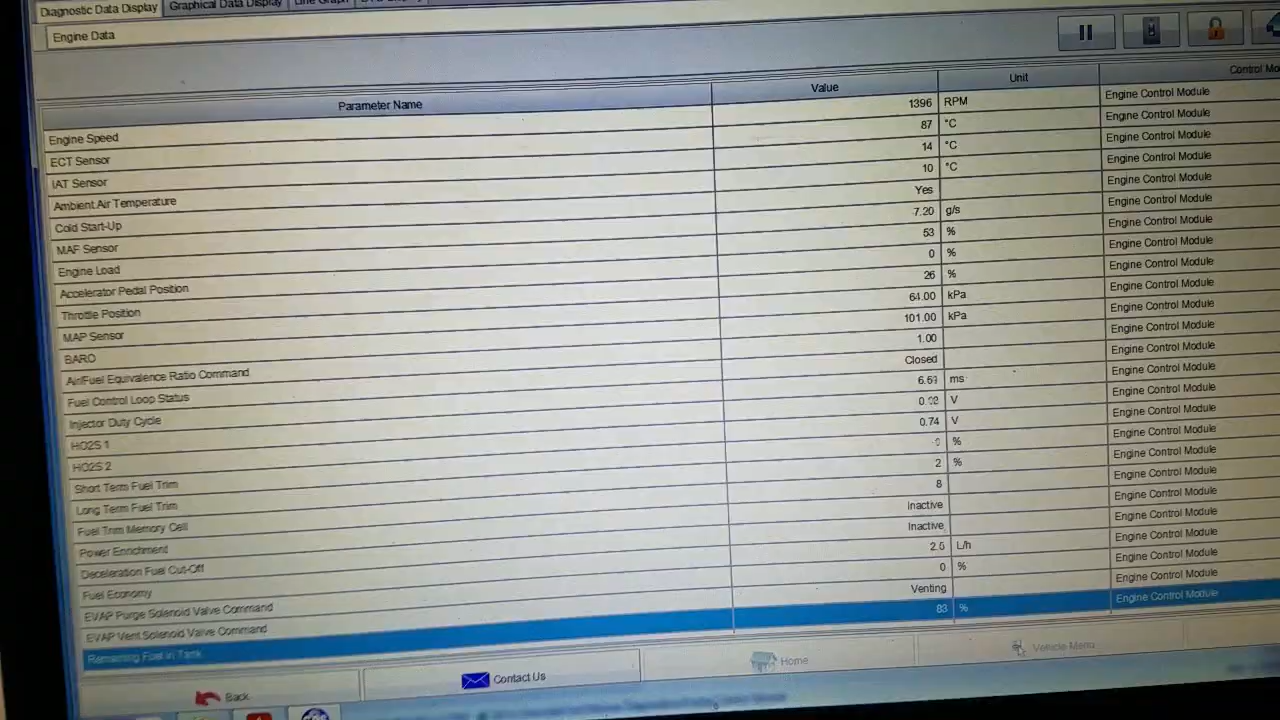 Diagnostic Data Display Graphical Data Display Line Graph
Engine Data
Parameter Name Value Unit Control Mo
Engine Speed 1396 RPM Engine Control Module
ECT Sensor 87 °C Engine Control Module
IAT Sensor 14 °C Engine Control Module
Ambient Air Temperature 10 °C Engine Control Module
Cold Start-Up Yes Engine Control Module
MAF Sensor 7.20 g/s Engine Control Module
Engine Load 53 % Engine Control Module
Accelerator Pedal Position 0 % Engine Control Module
Throttle Position 26 % Engine Control Module
MAP Sensor 64.00 kPa Engine Control Module
BARO 101.00 kPa Engine Control Module
Air/Fuel Equivalence Ratio Command 1.00 Engine Control Module
Fuel Control Loop Status Closed Engine Control Module
Injector Duty Cycle ms Engine Control Module
HO2S 1 V Engine Control Module
HO2S 2 0.74 V Engine Control Module
Short Term Fuel Trim % Engine Control Module
Long Term Fuel Trim 2 % Engine Control Module
Fuel Trim Memory Cell 8 Engine Control Module
Power Enrichment Inactive Engine Control Module
Deceleration Fuel Cut-Off Inactive Engine Control Module
Fuel Economy 2.5 L/h Engine Control Module
EVAP Purge Solenoid Valve Command 0 % Engine Control Module
EVAP Vent Solenoid Valve Command Venting Engine Control Module
Remaining Fuel in Tank 83 % Engine Control Module
Back Contact Us Home Vehicle Menu